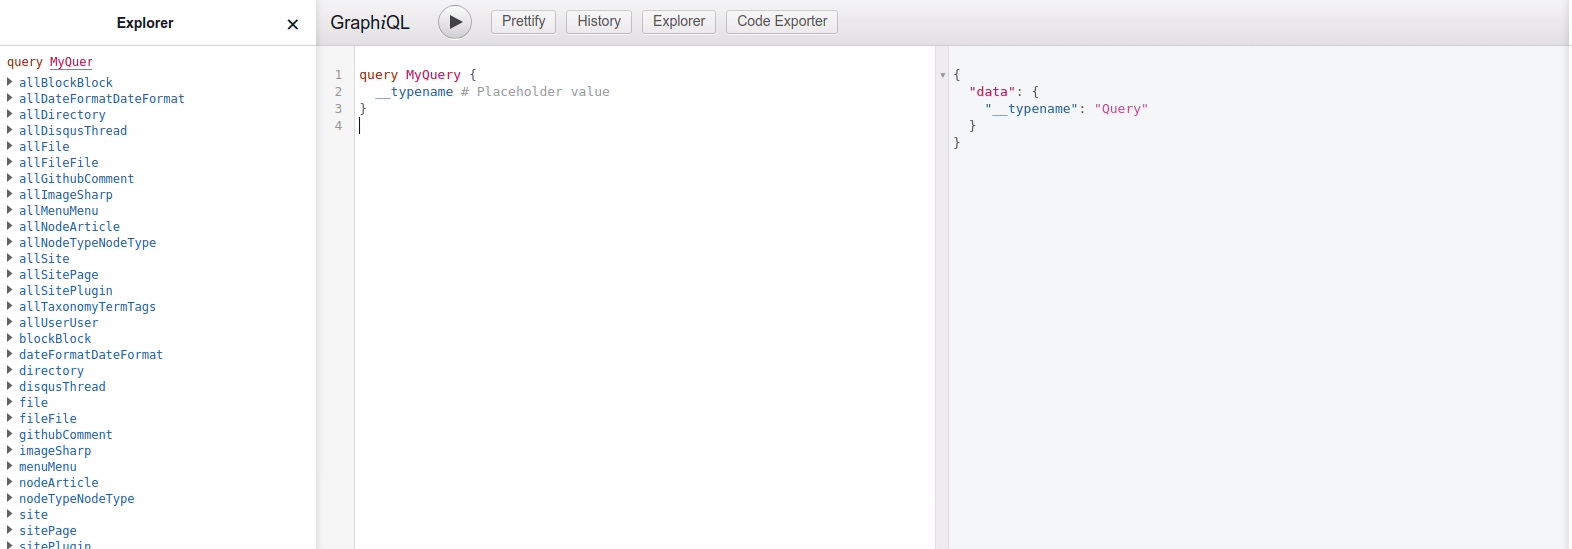 Explorer
✕
GraphiQL
Prettify
History
Explorer
Code Exporter
query MyQuer
allBlockBlock
allDateFormatDateFormat
allDirectory
allDisqusThread
allFile
allFileFile
allGithubComment
allImageSharp
allMenuMenu
allNodeArticle
allNodeTypeNodeType
allSite
allSitePage
allSitePlugin
allTaxonomyTermTags
allUserUser
blockBlock
dateFormatDateFormat
directory
disqusThread
file
fileFile
githubComment
imageSharp
menuMenu
nodeArticle
nodeTypeNodeType
site
sitePage
sitePlugin
1 query MyQuery {
2   __typename # Placeholder value
3 }
4
{
  "data": {
    "__typename": "Query"
  }
}